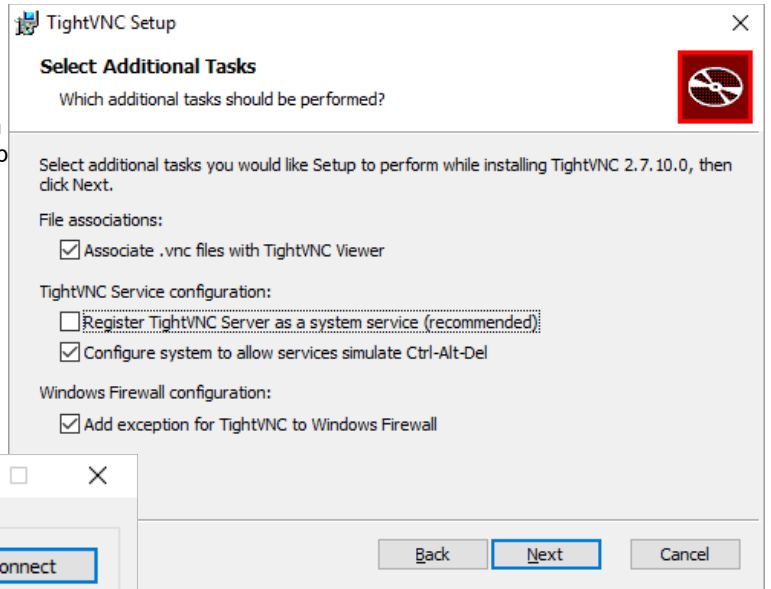 TightVNC Setup
Select Additional Tasks
Which additional tasks should be performed?
Select additional tasks you would like Setup to perform while installing TightVNC 2.7.10.0, then
click Next.
File associations:
Associate .vnc files with TightVNC Viewer
TightVNC Service configuration:
Register TightVNC Server as a system service (recommended)
Configure system to allow services simulate Ctrl-Alt-Del
Windows Firewall configuration:
Add exception for TightVNC to Windows Firewall
Back Next Cancel
onnect